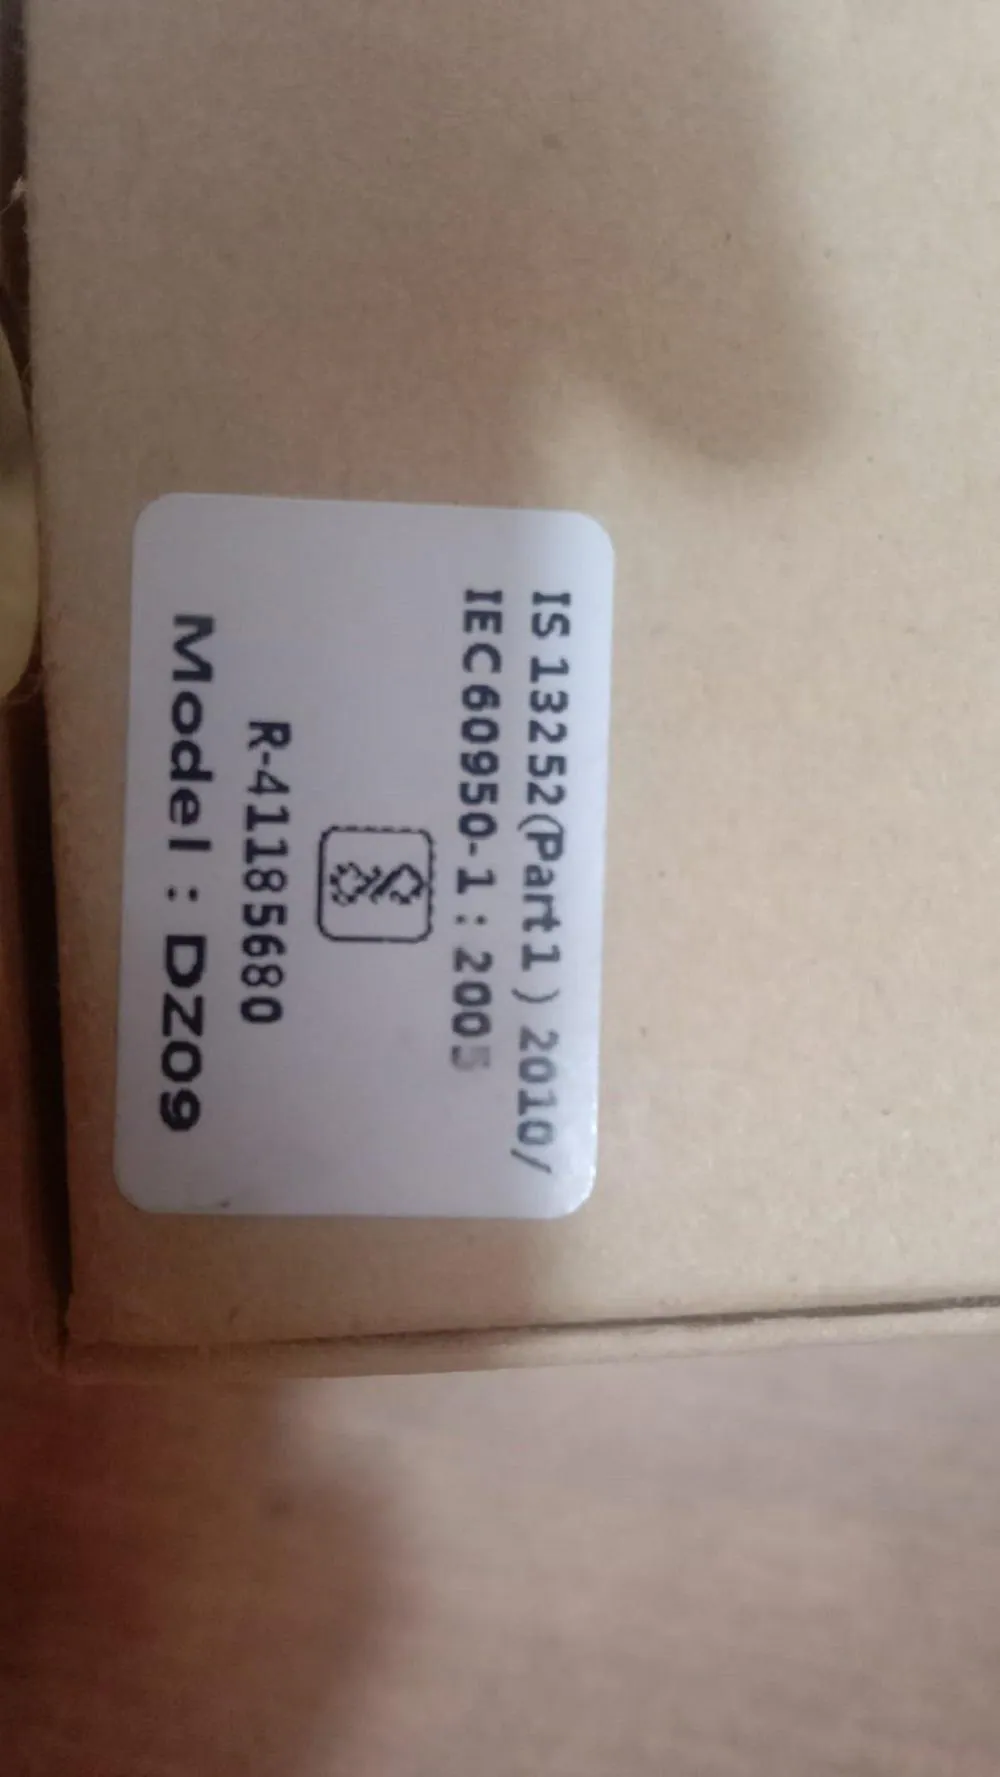 IS 13252(Part1) 2010/
IEC60950-1:2005
R-41185680
Model : DZ09